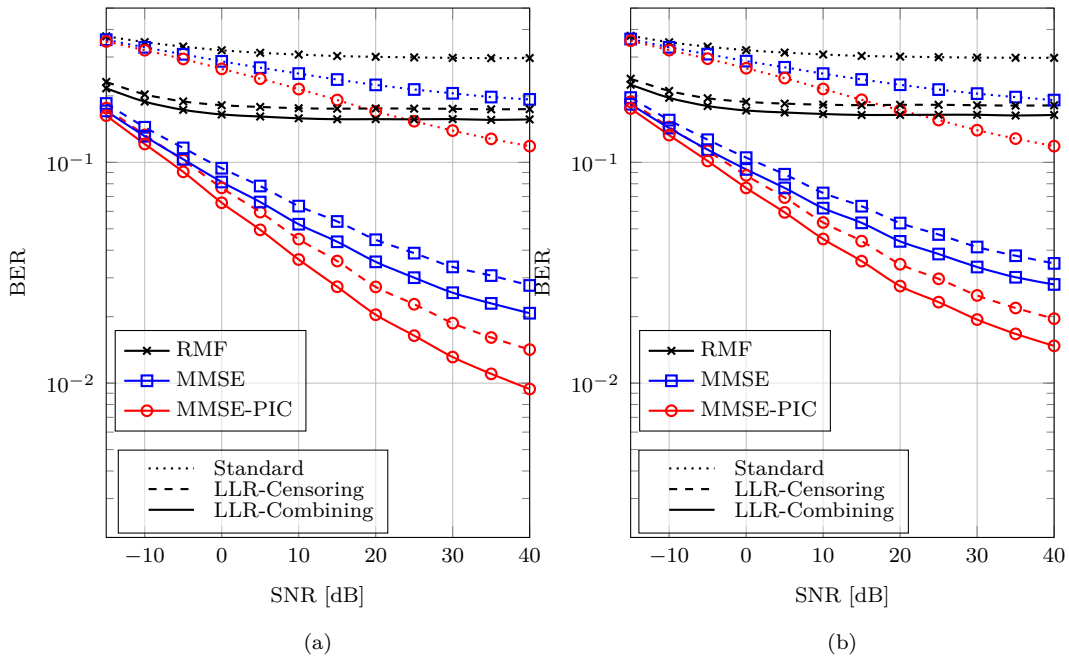 BER
10⁻¹
10⁻²
RMF
MMSE
MMSE-PIC
Standard
LLR-Censoring
LLR-Combining
−10 0 10 20 30 40
SNR [dB]
(a)
BER
RMF
MMSE
MMSE-PIC
Standard
LLR-Censoring
LLR-Combining
−10 0 10 20 30 40
SNR [dB]
(b)
10⁻¹
10⁻²